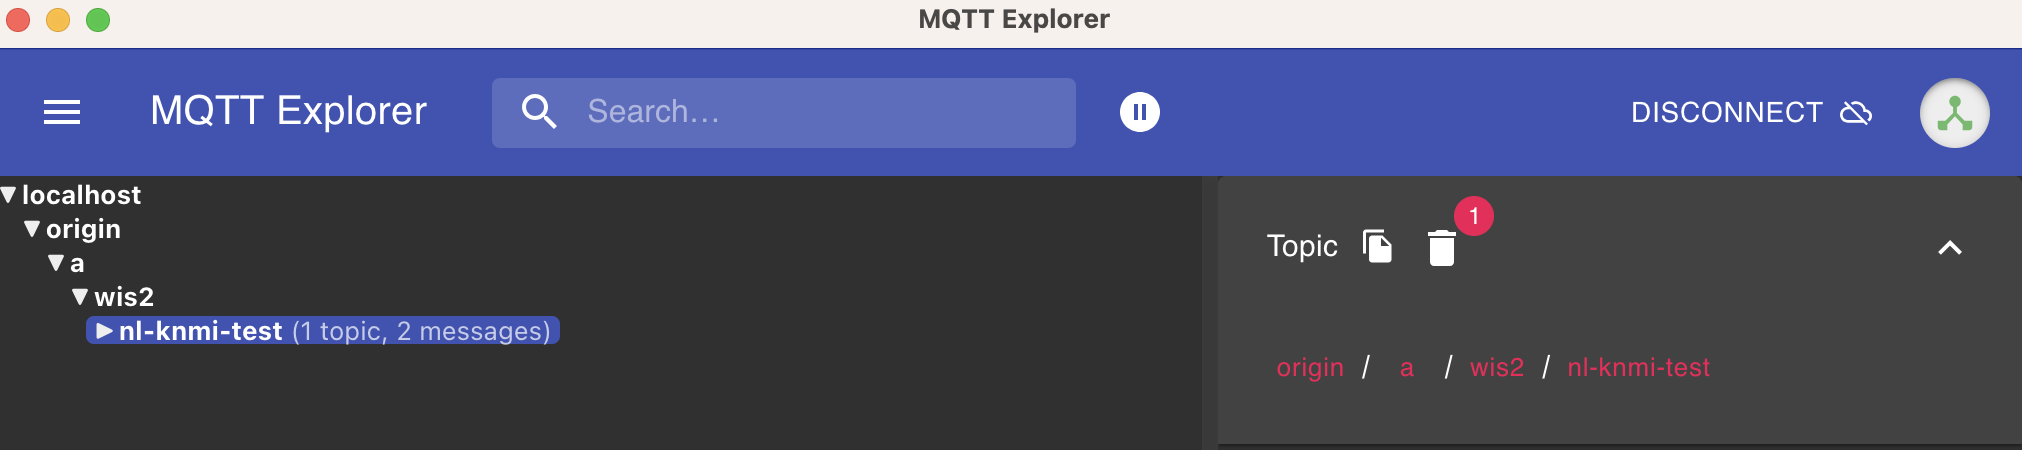 MQTT Explorer
MQTT Explorer
Search...
DISCONNECT
localhost
origin
a
wis2
nl-knmi-test (1 topic, 2 messages)
Topic
1
origin / a / wis2 / nl-knmi-test